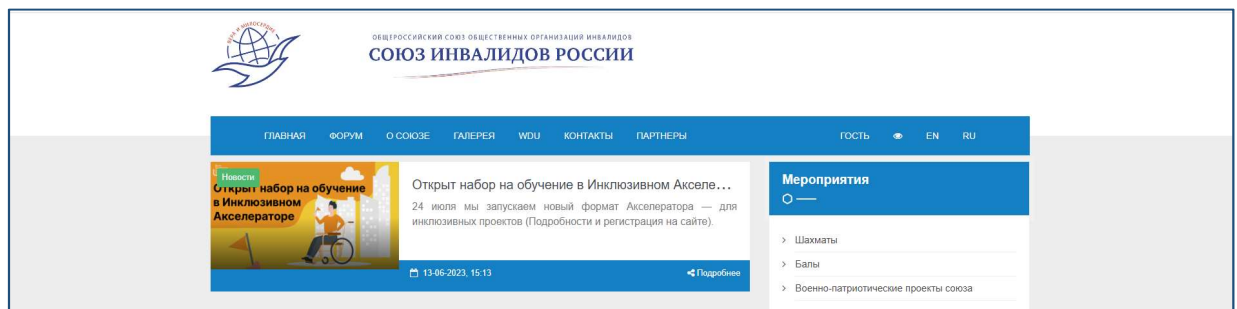 ВЕРА И МИЛОСЕРДИЕ
ОБЩЕРОССИЙСКИЙ СОЮЗ ОБЩЕСТВЕННЫХ ОРГАНИЗАЦИЙ ИНВАЛИДОВ
СОЮЗ ИНВАЛИДОВ РОССИИ
ГЛАВНАЯ ФОРУМ О СОЮЗЕ ГАЛЕРЕЯ WDU КОНТАКТЫ ПАРТНЕРЫ ГОСТЬ EN RU
Новости
Открыт набор на обучение
в Инклюзивном
Акселераторе
Открыт набор на обучение в Инклюзивном Акселе...
24 июля мы запускаем новый формат Акселератора — для
инклюзивных проектов (Подробности и регистрация на сайте).
13-06-2023, 15:13 Подробнее
Мероприятия
Шахматы
Балы
Военно-патриотические проекты союза